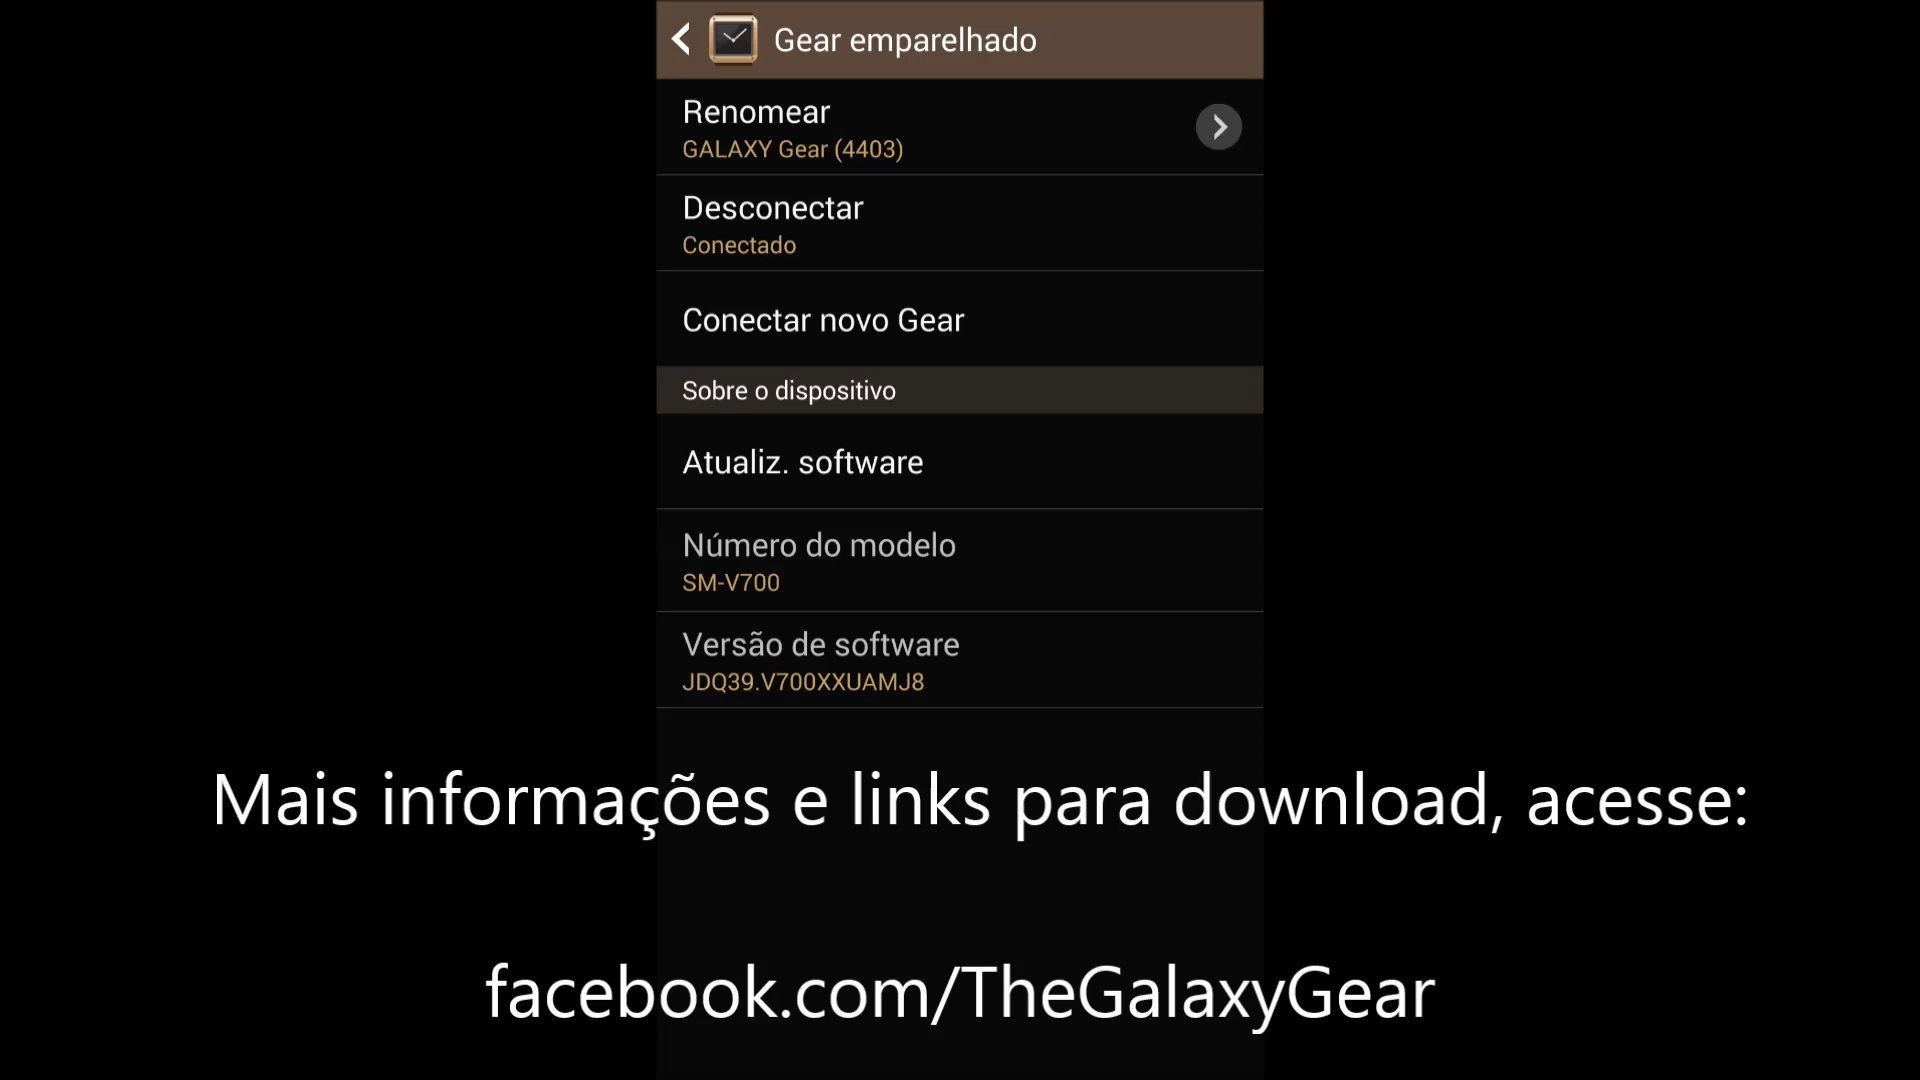 Gear emparelhado
Renomear
GALAXY Gear (4403)
Desconectar
Conectado
Conectar novo Gear
Sobre o dispositivo
Atualiz. software
Número do modelo
SM-V700
Versão de software
JDQ39.V700XXUAMJ8
Mais informações e links para download, acesse:
facebook.com/TheGalaxyGear